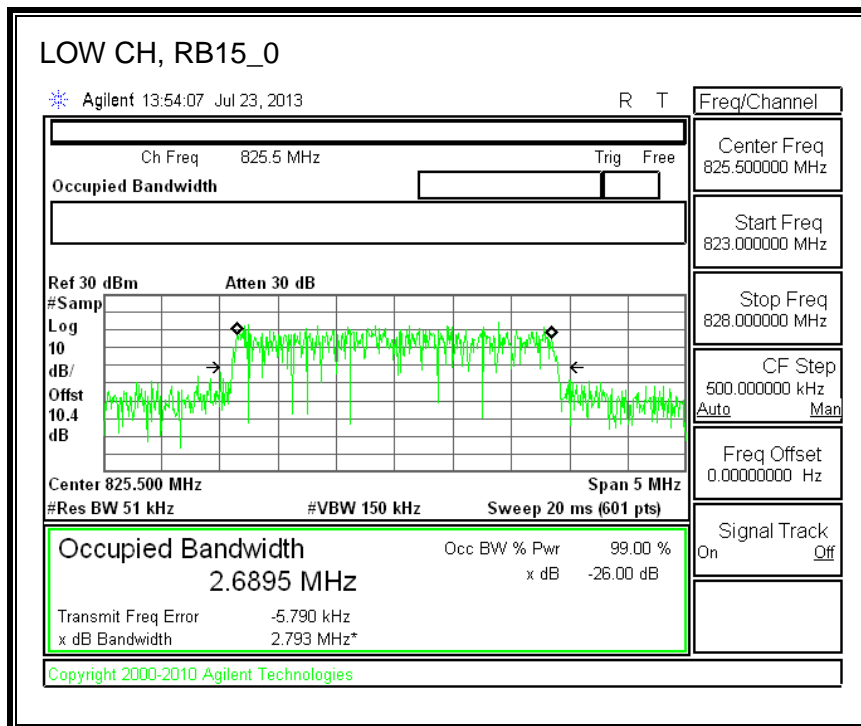 LOW CH, RB15_0
Agilent 13:54:07 Jul 23, 2013 R T
Freq/Channel
Ch Freq 825.5 MHz Trig Free
Occupied Bandwidth
Center Freq
825.500000 MHz
Start Freq
823.000000 MHz
Stop Freq
828.000000 MHz
CF Step
500.000000 kHz
Auto Man
Freq Offset
0.00000000 Hz
Signal Track
On Off
Ref 30 dBm Atten 30 dB
#Samp
Log
10
dB/
Offst
10.4
dB
Center 825.500 MHz Span 5 MHz
#Res BW 51 kHz #VBW 150 kHz Sweep 20 ms (601 pts)
Occupied Bandwidth
2.6895 MHz
Occ BW % Pwr 99.00 %
x dB -26.00 dB
Transmit Freq Error -5.790 kHz
x dB Bandwidth 2.793 MHz*
Copyright 2000-2010 Agilent Technologies